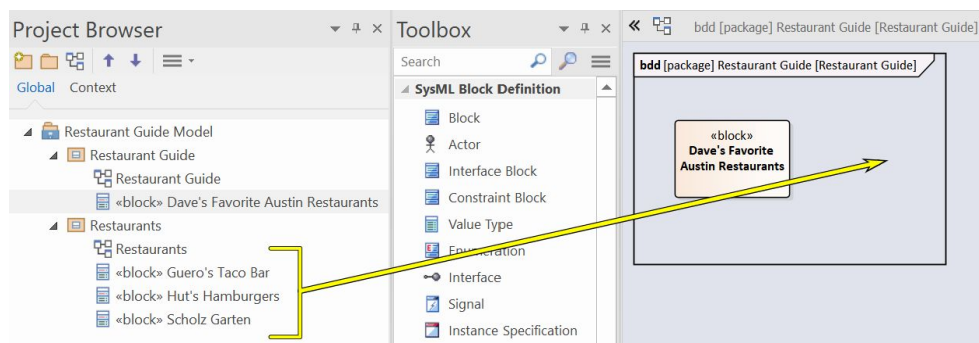 Project Browser
Global Context
Restaurant Guide Model
Restaurant Guide
Restaurant Guide
«block» Dave's Favorite Austin Restaurants
Restaurants
Restaurants
«block» Guero's Taco Bar
«block» Hut's Hamburgers
«block» Scholz Garten
Toolbox
Search
SysML Block Definition
Block
Actor
Interface Block
Constraint Block
Value Type
Enumeration
Interface
Signal
Instance Specification
bdd [package] Restaurant Guide [Restaurant Guide]
bdd [package] Restaurant Guide [Restaurant Guide]
«block»
Dave's Favorite
Austin Restaurants